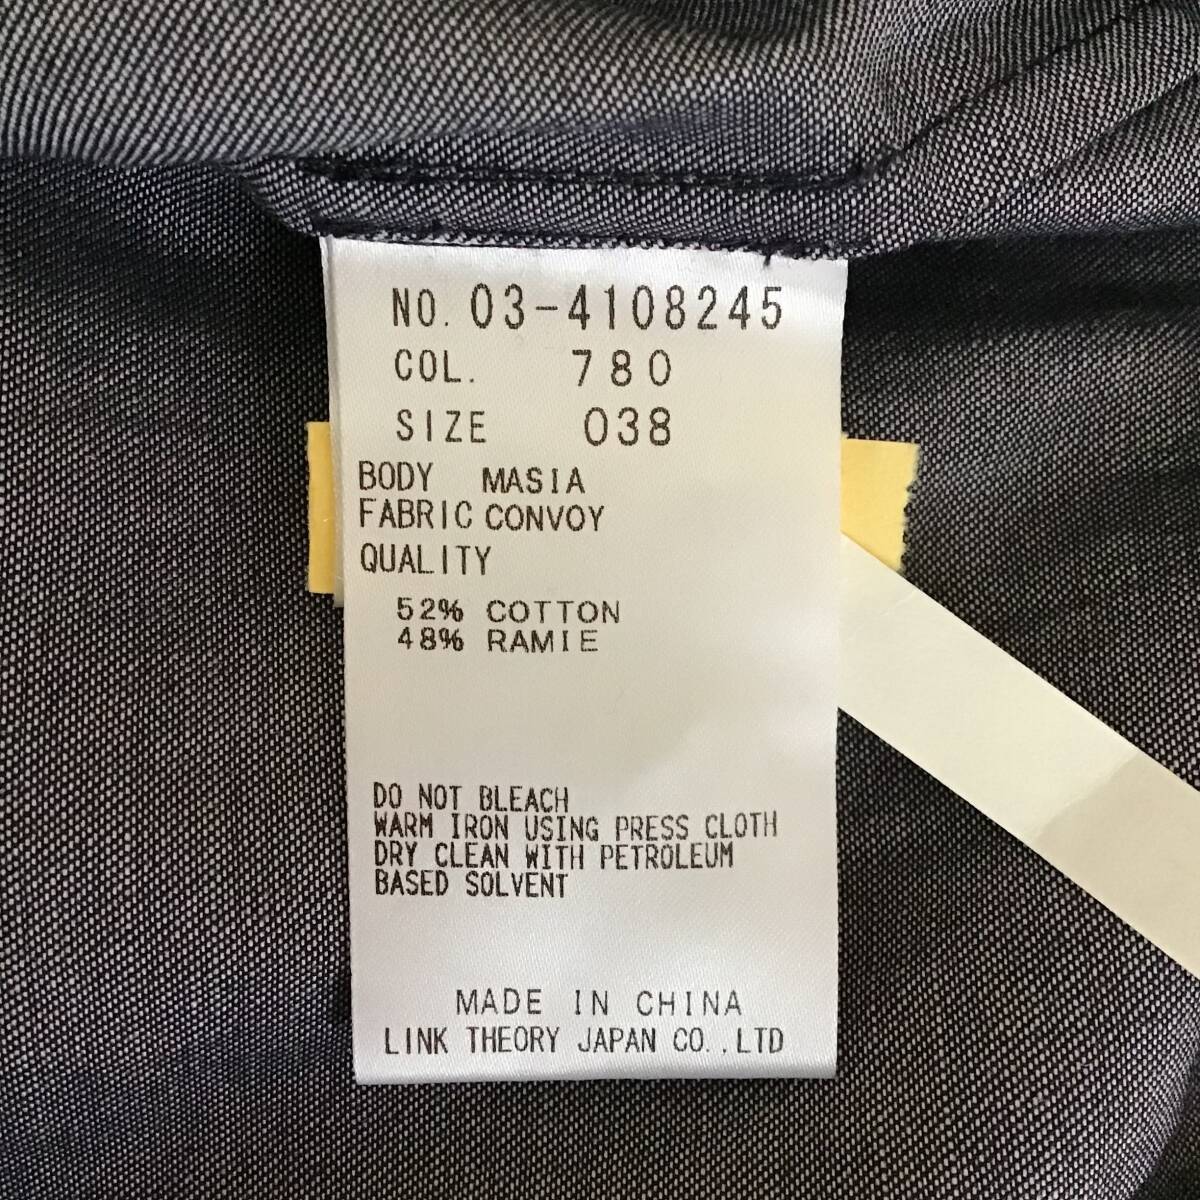 NO. 03-4108245
COL. 780
SIZE 038
BODY MASIA
FABRIC CONVOY
QUALITY
52% COTTON
48% RAMIE
DO NOT BLEACH
WARM IRON USING PRESS CLOTH
DRY CLEAN WITH PETROLEUM
BASED SOLVENT
MADE IN CHINA
LINK THEORY JAPAN CO.,LTD